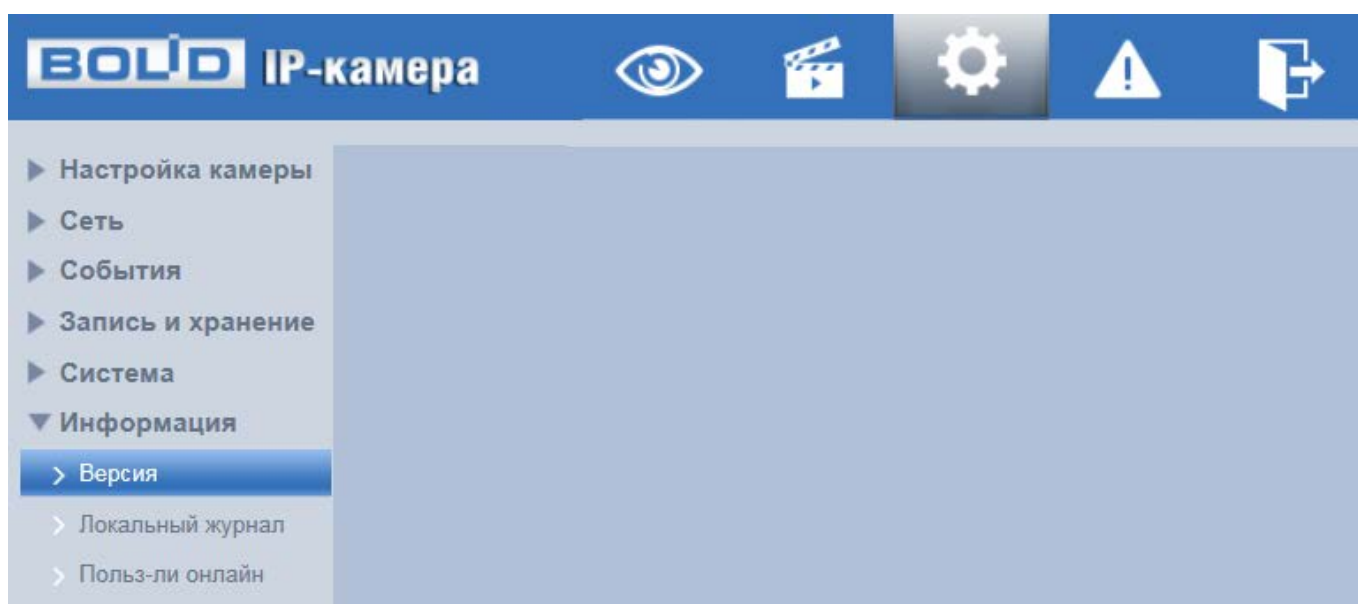 BOLID IP-камера
Настройка камеры
Сеть
События
Запись и хранение
Система
Информация
Версия
Локальный журнал
Польз-ли онлайн